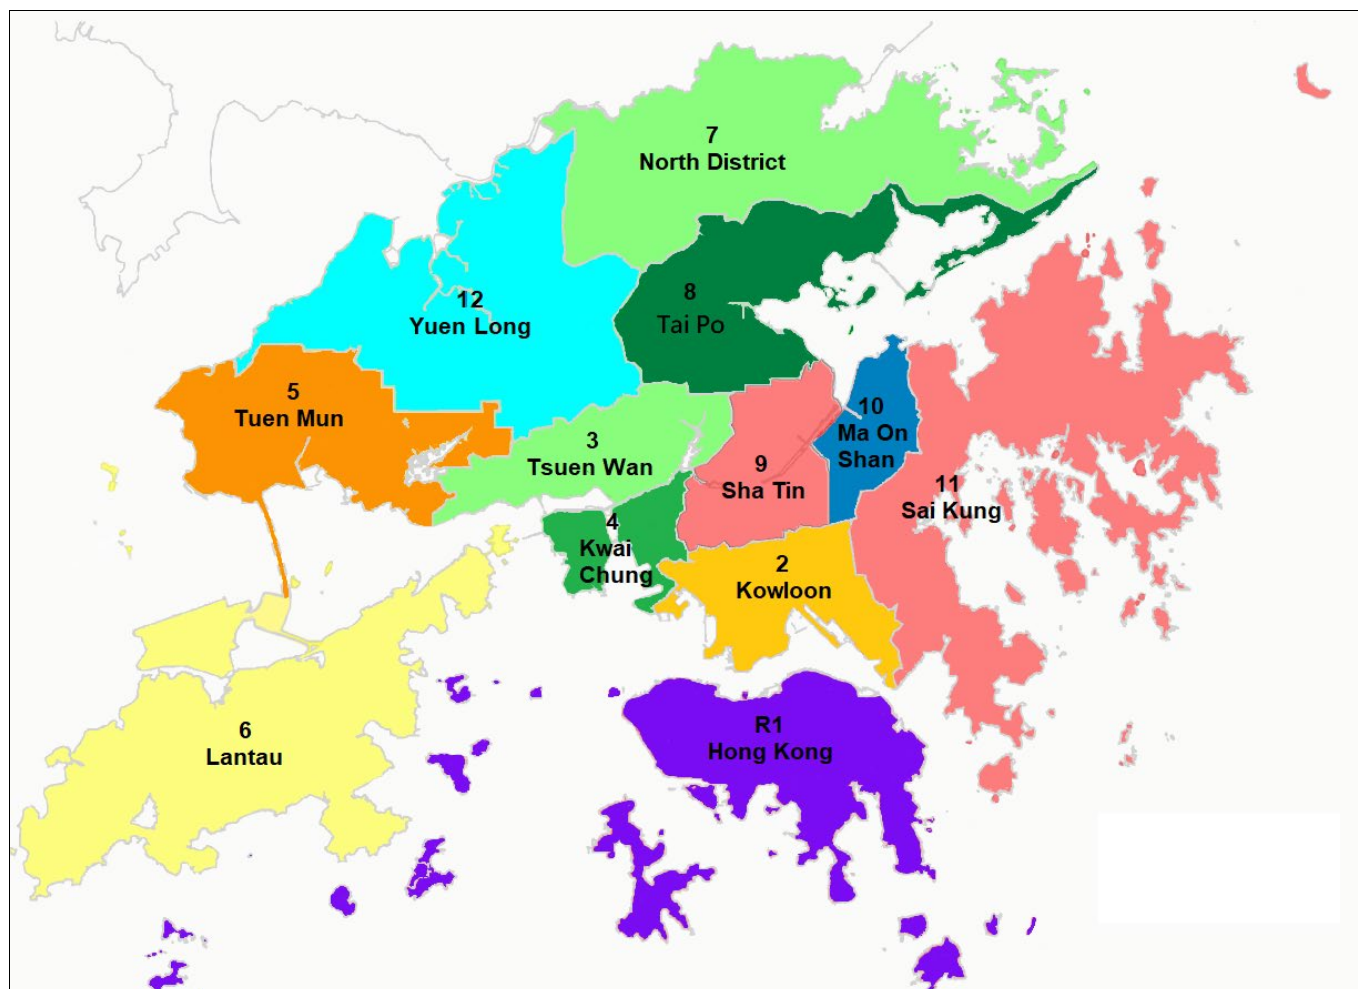 7
North District
12
Yuen Long
8
Tai Po
5
Tuen Mun
3
Tsuen Wan
10
Ma On
Shan
9
Sha Tin
11
Sai Kung
4
Kwai
Chung
2
Kowloon
6
Lantau
R1
Hong Kong